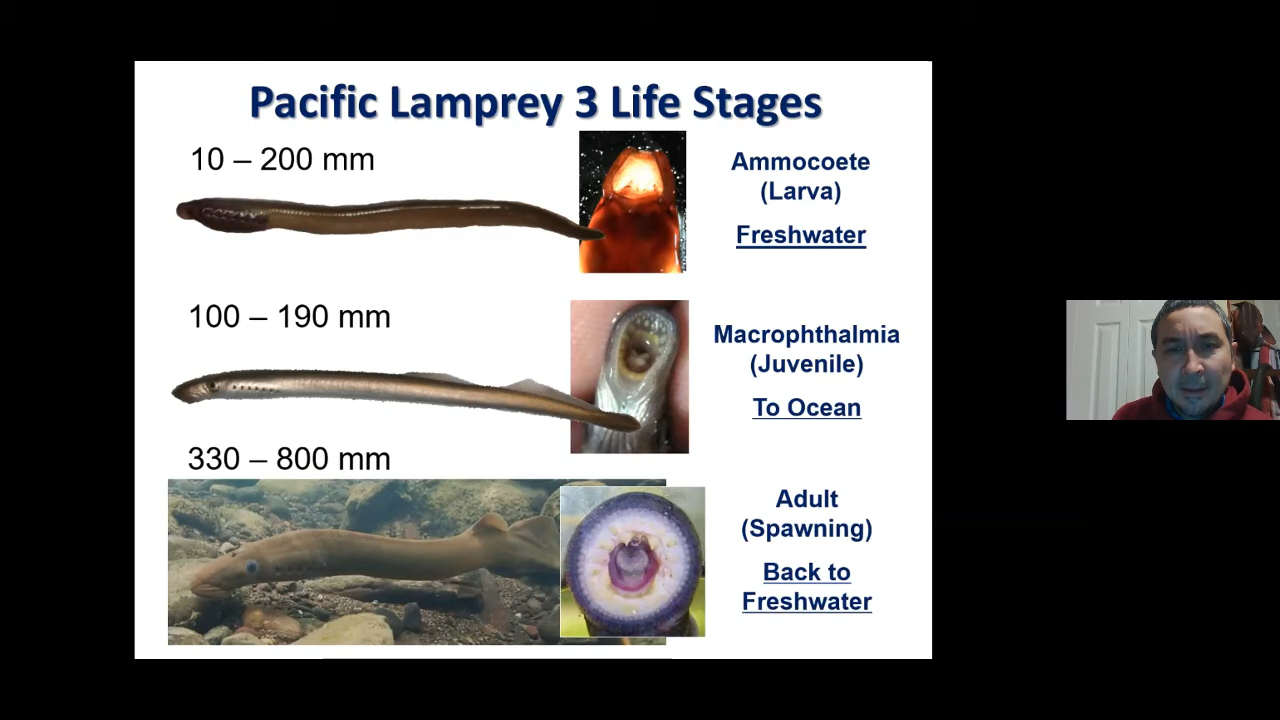 Pacific Lamprey 3 Life Stages
10 – 200 mm
Ammocoete
(Larva)
Freshwater
100 – 190 mm
Macrophthalmia
(Juvenile)
To Ocean
330 – 800 mm
Adult
(Spawning)
Back to
Freshwater